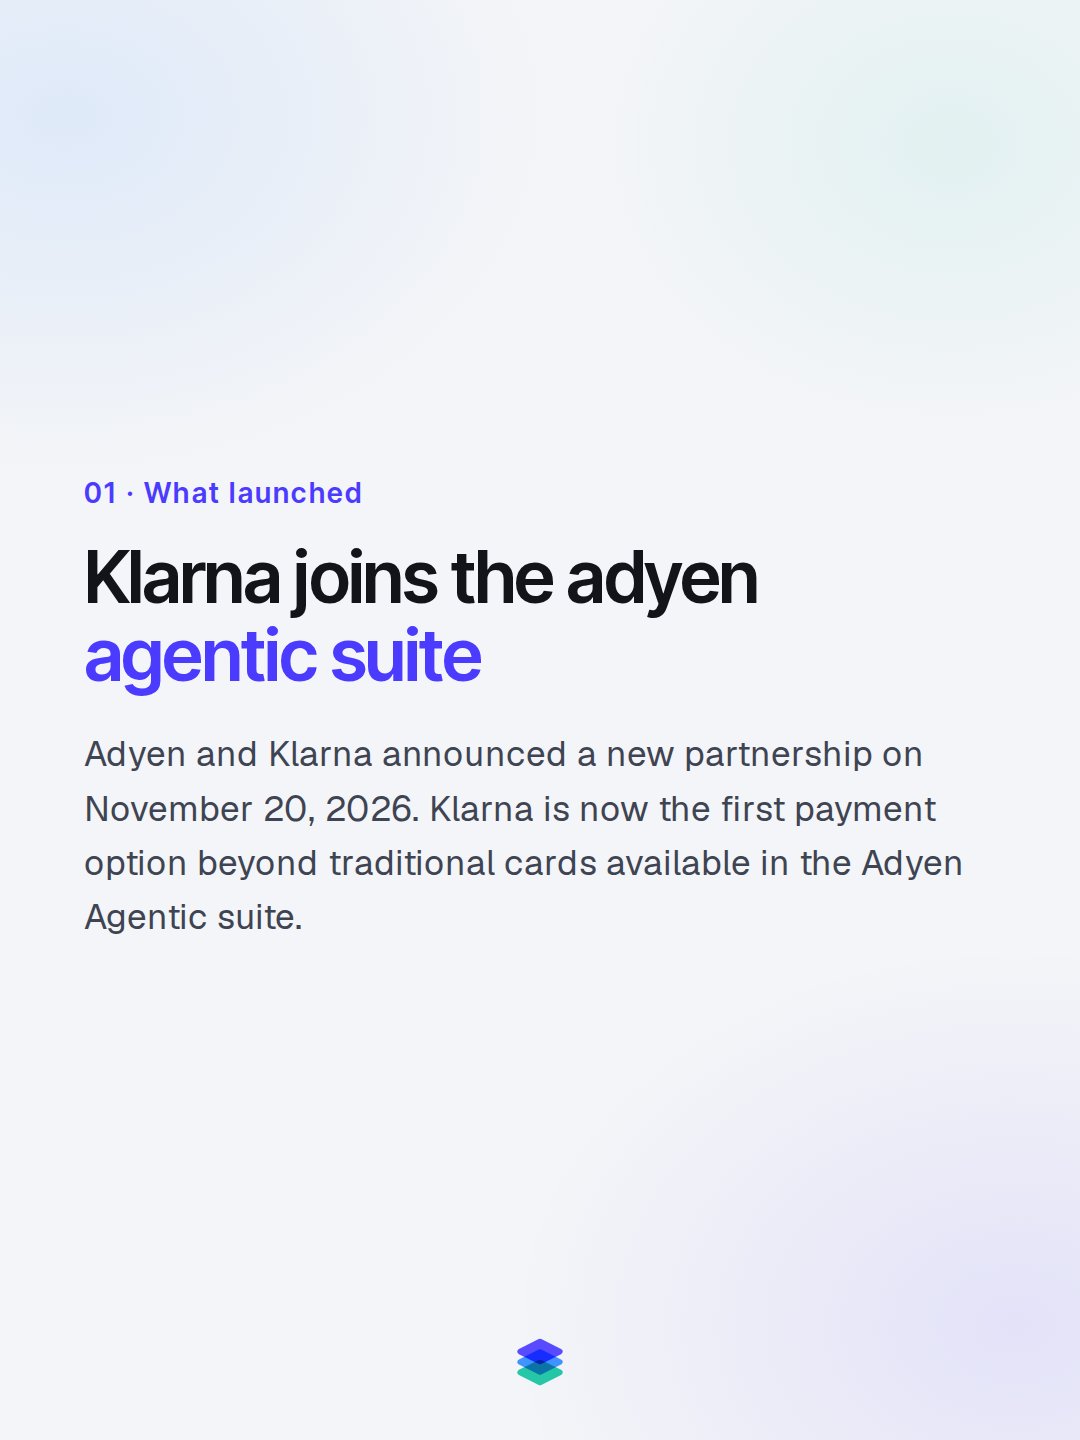 01 · What launched
Klarna joins the adyen
agentic suite
Adyen and Klarna announced a new partnership on
November 20, 2026. Klarna is now the first payment
option beyond traditional cards available in the Adyen
Agentic suite.